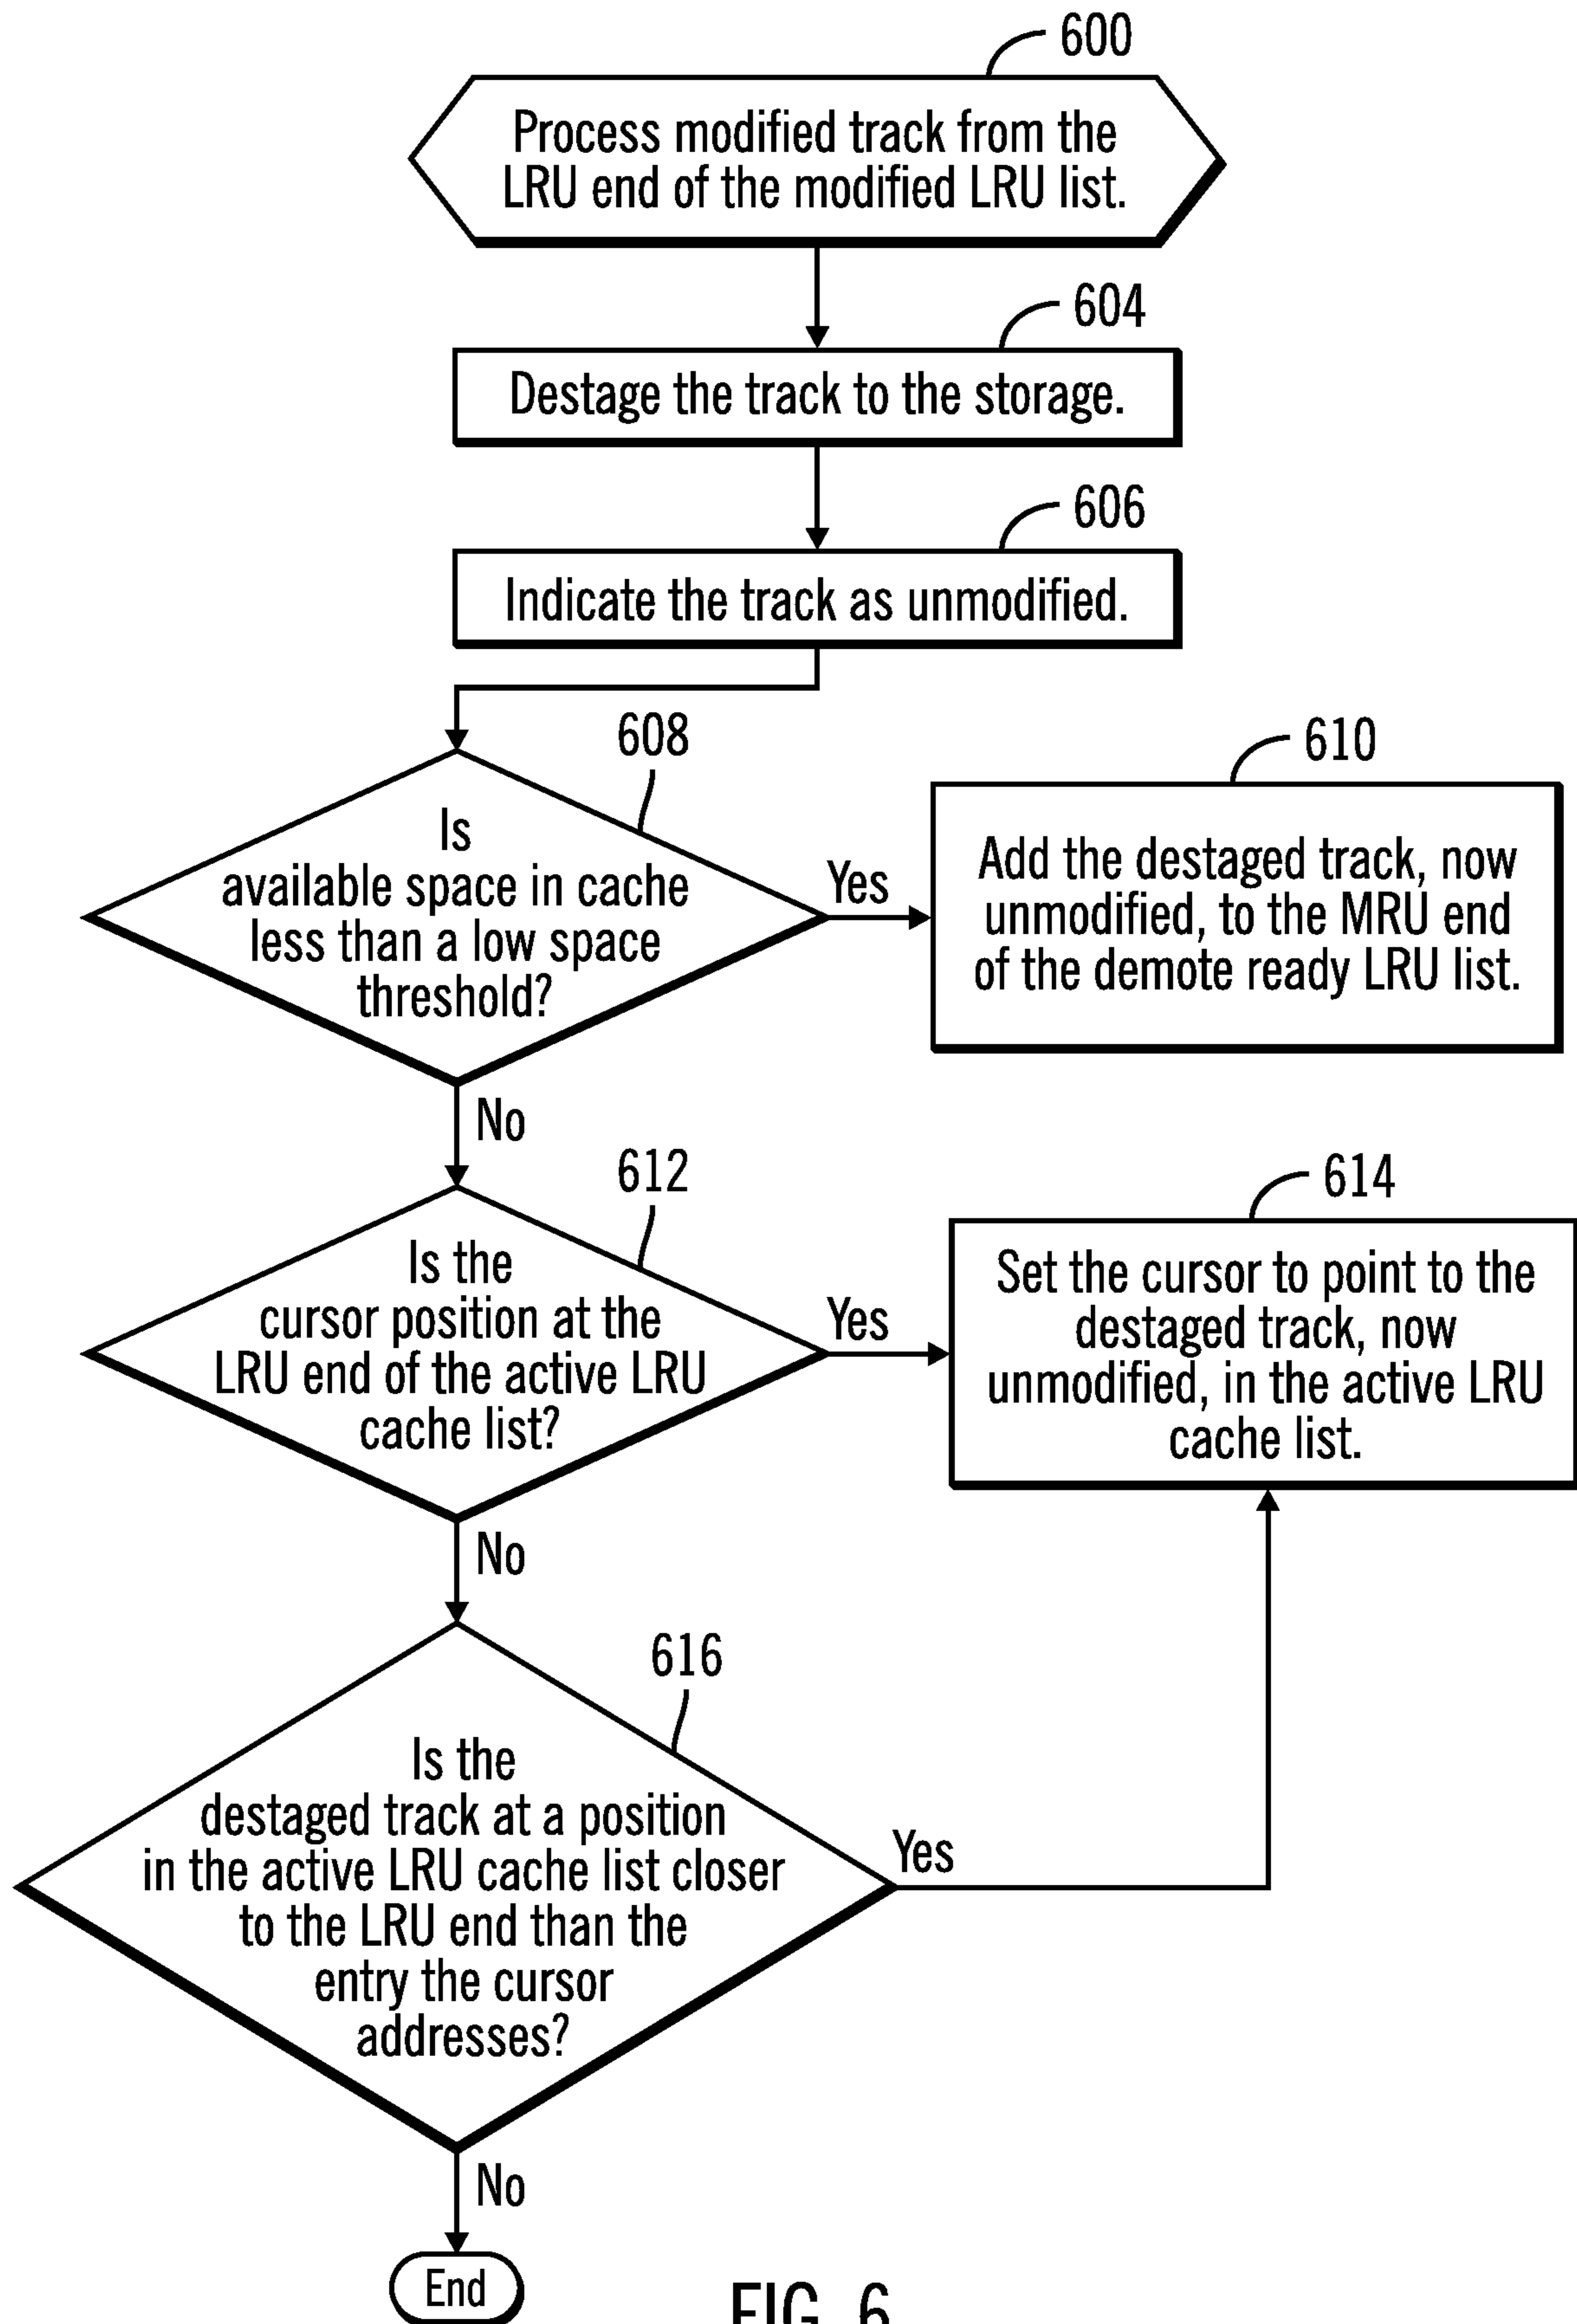 600
Process modified track from the
LRU end of the modified LRU list.
604
Destage the track to the storage.
606
Indicate the track as unmodified.
608
Is
available space in cache
less than a low space
threshold?
Yes
610
Add the destaged track, now
unmodified, to the MRU end
of the demote ready LRU list.
No
612
Is the
cursor position at the
LRU end of the active LRU
cache list?
Yes
614
Set the cursor to point to the
destaged track, now
unmodified, in the active LRU
cache list.
No
616
Is the
destaged track at a position
in the active LRU cache list closer
to the LRU end than the
entry the cursor
addresses?
Yes
No
End
FIG. 6